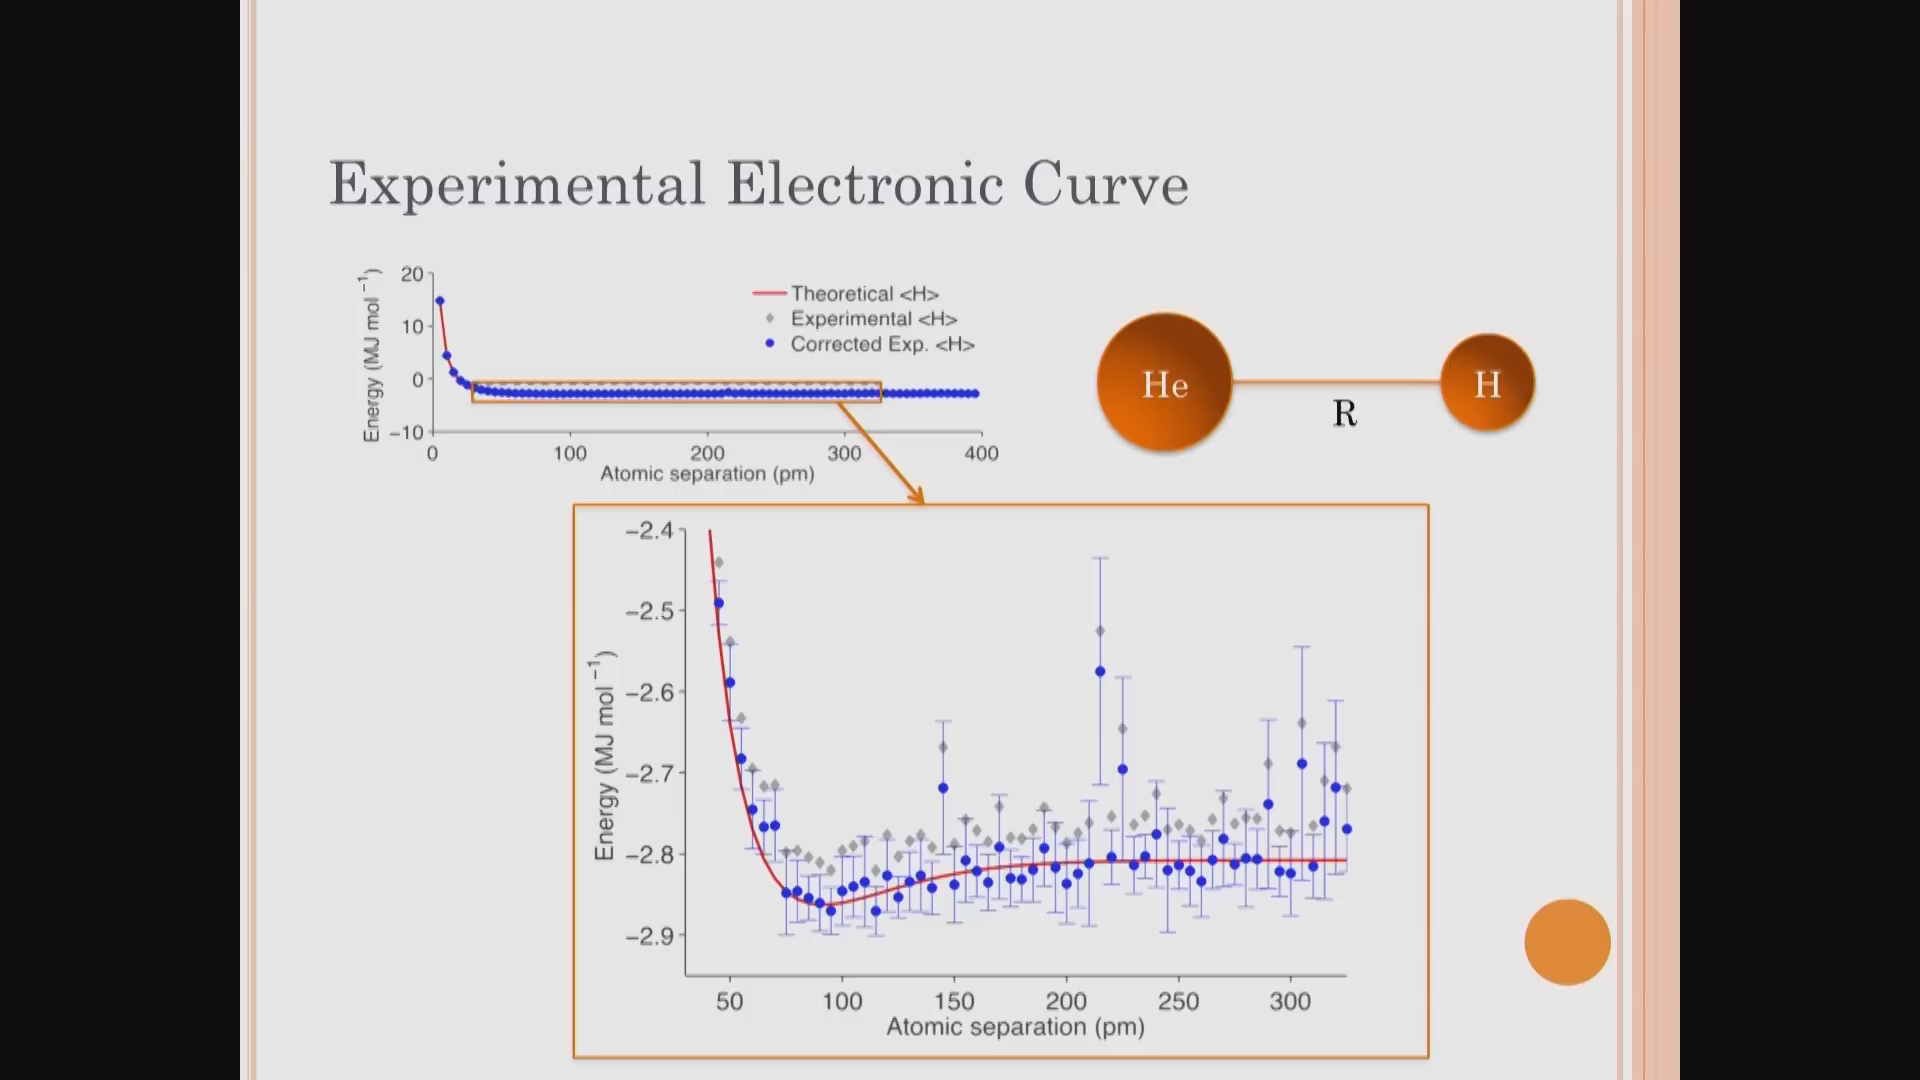 Experimental Electronic Curve
Energy (MJ mol⁻¹)
20
10
0
−10
Theoretical <H>
Experimental <H>
Corrected Exp. <H>
0 100 200 300 400
Atomic separation (pm)
He
H
R
Energy (MJ mol⁻¹)
−2.4
−2.5
−2.6
−2.7
−2.8
−2.9
50 100 150 200 250 300
Atomic separation (pm)